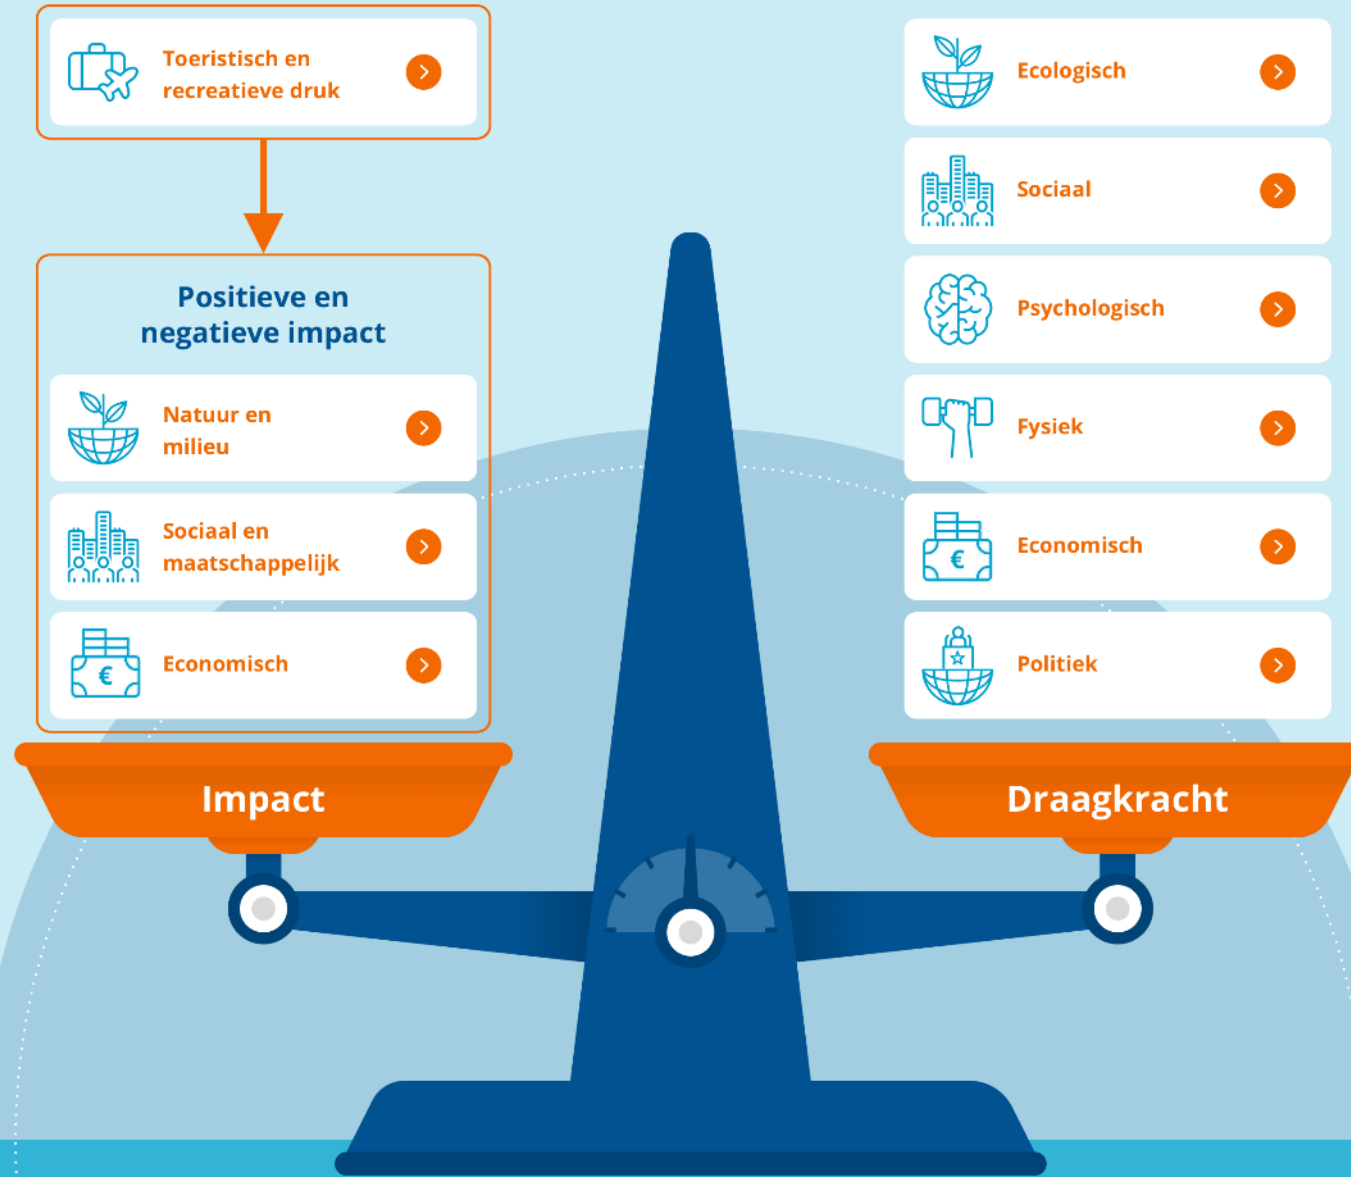 Toeristisch en
recreatieve druk
Positieve en
negatieve impact
Natuur en
milieu
Sociaal en
maatschappelijk
€
Economisch
Impact
Ecologisch
Sociaal
Psychologisch
Fysiek
€
Economisch
Politiek
Draagkracht